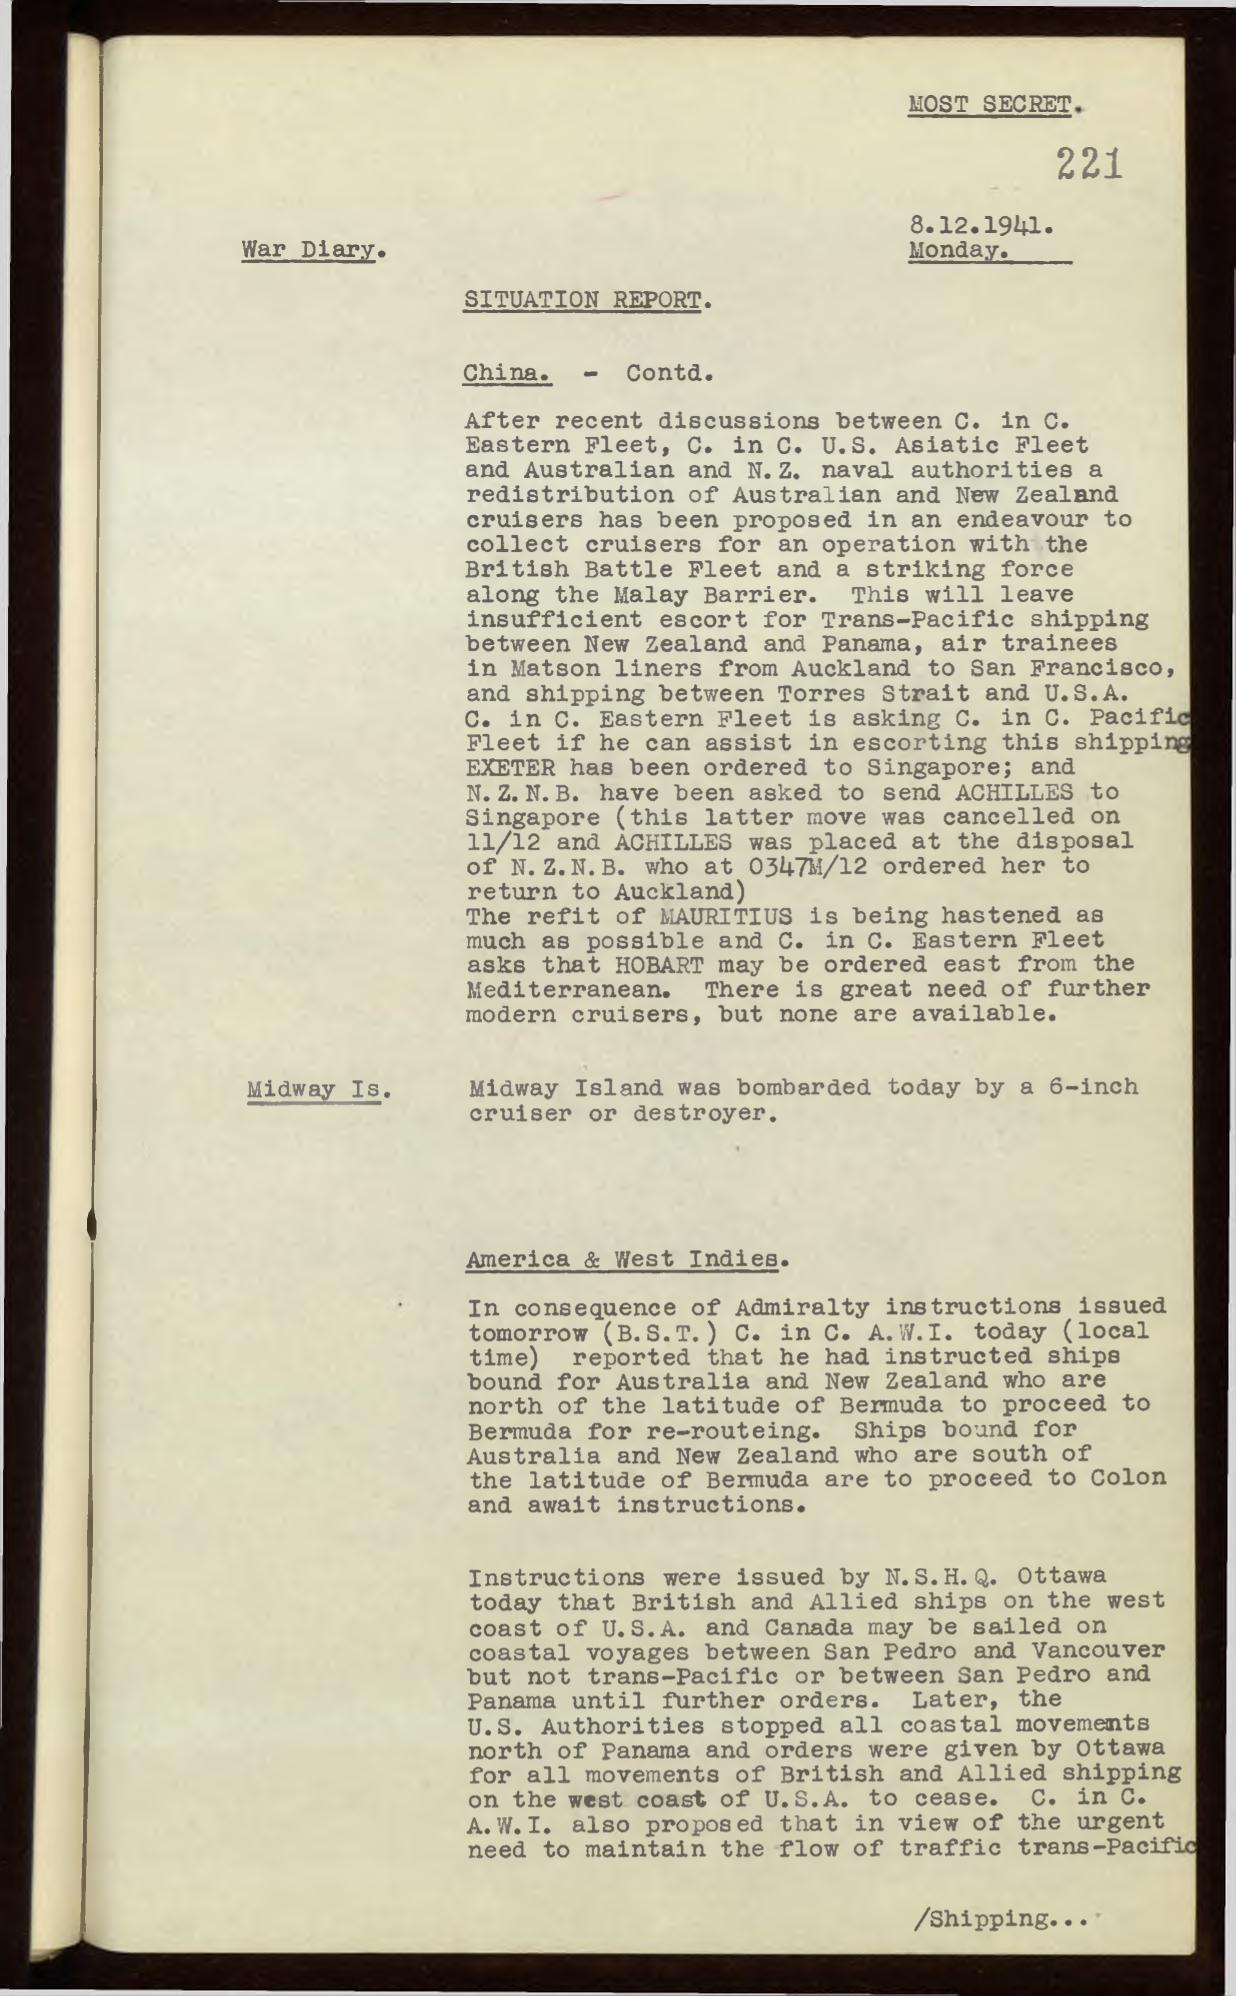 MOST SECRET.
221
8.12.1941.
War Diary.
Monday.
SITUATION REPORT.
China. - Contd.
After recent discussions between C. in C.
Eastern Fleet, C. in C. U.S. Asiatic Fleet
and Australian and N.Z. naval authorities a
redistribution of Australian and New Zealand
cruisers has been proposed in an endeavour to
collect cruisers for an operation with the
British Battle Fleet and a striking force
along the Malay Barrier. This will leave
insufficient escort for Trans-Pacific shipping
between New Zealand and Panama, air trainees
in Matson liners from Auckland to San Francisco,
and shipping between Torres Strait and U.S.A.
C. in C. Eastern Fleet is asking C. in C. Pacific
Fleet if he can assist in escorting this shipping
EXETER has been ordered to Singapore; and
N.Z.N.B. have been asked to send ACHILLES to
Singapore (this latter move was cancelled on
11/12 and ACHILLES was placed at the disposal
of N.Z.N.B. who at 0347M/12 ordered her to
return to Auckland)
The refit of MAURITIUS is being hastened as
much as possible and C. in C. Eastern Fleet
asks that HOBART may be ordered east from the
Mediterranean. There is great need of further
modern cruisers, but none are available.
Midway Is. Midway Island was bombarded today by a 6-inch
cruiser or destroyer.
America & West Indies.
In consequence of Admiralty instructions issued
tomorrow (B.S.T.) C. in C. A.W.I. today (local
time) reported that he had instructed ships
bound for Australia and New Zealand who are
north of the latitude of Bermuda to proceed to
Bermuda for re-routeing. Ships bound for
Australia and New Zealand who are south of
the latitude of Bermuda are to proceed to Colon
and await instructions.
Instructions were issued by N.S.H.Q. Ottawa
today that British and Allied ships on the west
coast of U.S.A. and Canada may be sailed on
coastal voyages between San Pedro and Vancouver
but not trans-Pacific or between San Pedro and
Panama until further orders. Later, the
U.S. Authorities stopped all coastal movements
north of Panama and orders were given by Ottawa
for all movements of British and Allied shipping
on the west coast of U.S.A. to cease. C. in C.
A.W.I. also proposed that in view of the urgent
need to maintain the flow of traffic trans-Pacific
/Shipping...